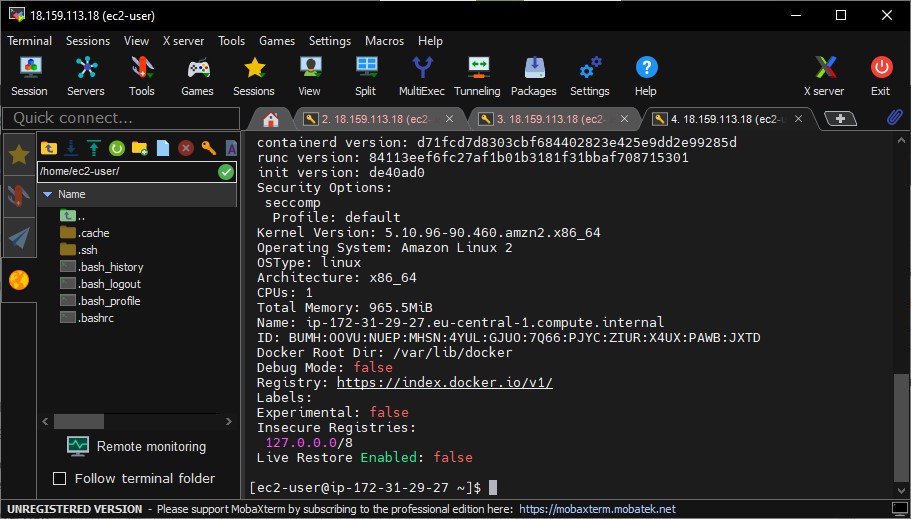 18.159.113.18 (ec2-user)
Terminal Sessions View X server Tools Games Settings Macros Help
Session Servers Tools Games Sessions View Split MultiExec Tunneling Packages Settings Help X server Exit
Quick connect...
2. 18.159.113.18 (ec2- 3. 18.159.113.18 (ec2-user) 4. 18.159.113.18 (ec2-u
/home/ec2-user/
Name
..
.cache
.ssh
.bash_history
.bash_logout
.bash_profile
.bashrc
Remote monitoring
Follow terminal folder
containerd version: d71fcd7d8303cbf684402823e425e9dd2e99285d
runc version: 84113eef6fc27af1b01b3181f31bbaf708715301
init version: de40ad0
Security Options:
seccomp
Profile: default
Kernel Version: 5.10.96-90.460.amzn2.x86_64
Operating System: Amazon Linux 2
OSType: linux
Architecture: x86_64
CPUs: 1
Total Memory: 965.5MiB
Name: ip-172-31-29-27.eu-central-1.compute.internal
ID: BUMH:OOVU:NUEP:MHSN:4YUL:GJUO:7Q66:PJYC:ZIUR:X4UX:PAWB:JXTD
Docker Root Dir: /var/lib/docker
Debug Mode: false
Registry: https://index.docker.io/v1/
Labels:
Experimental: false
Insecure Registries:
127.0.0.0/8
Live Restore Enabled: false
[ec2-user@ip-172-31-29-27 ~]$
UNREGISTERED VERSION - Please support MobaXterm by subscribing to the professional edition here: https://mobaxterm.mobatek.net